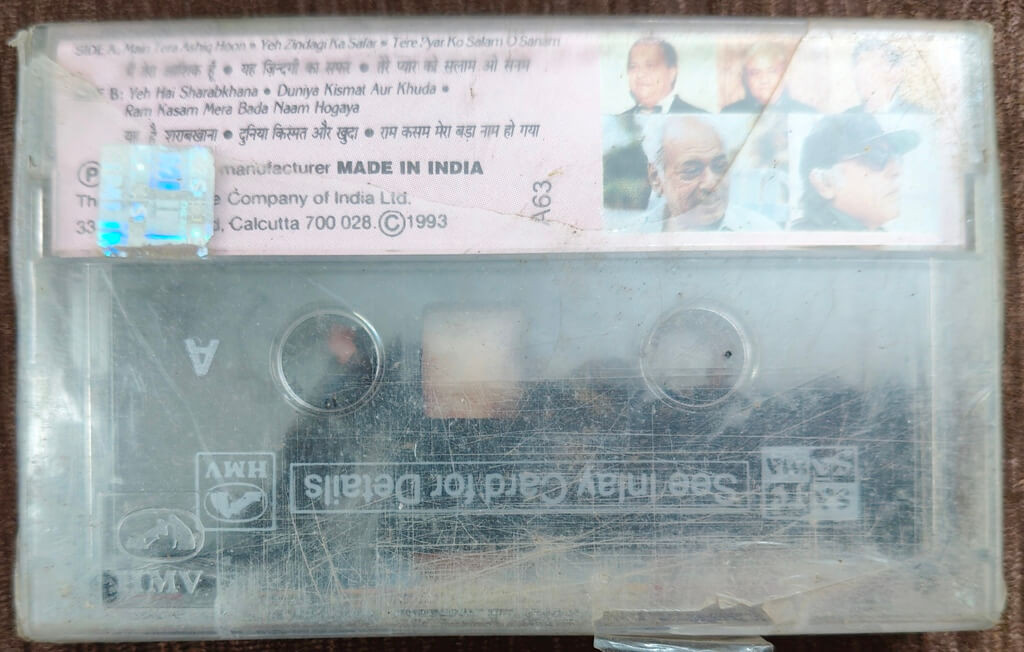 SIDE A: Main Tera Ashiq Hoon • Yeh Zindagi Ka Safar • Tere Pyar Ko Salam O Sanam
मैं तेरा आशिक हूँ • यह ज़िन्दगी का सफर • तेरे प्यार को सलाम ओ सनम
B: Yeh Hai Sharabkhana • Duniya Kismat Aur Khuda •
Ram Kasam Mera Bada Naam Hogaya
यह है शराबखाना • दुनिया किस्मत और खुदा • राम कसम मेरा बड़ा नाम हो गया
Ⓟ manufacturer MADE IN INDIA
Company of India Ltd.
33 Calcutta 700 028. © 1993
A63
A
HMV
See Inlay Card for Details
HMV